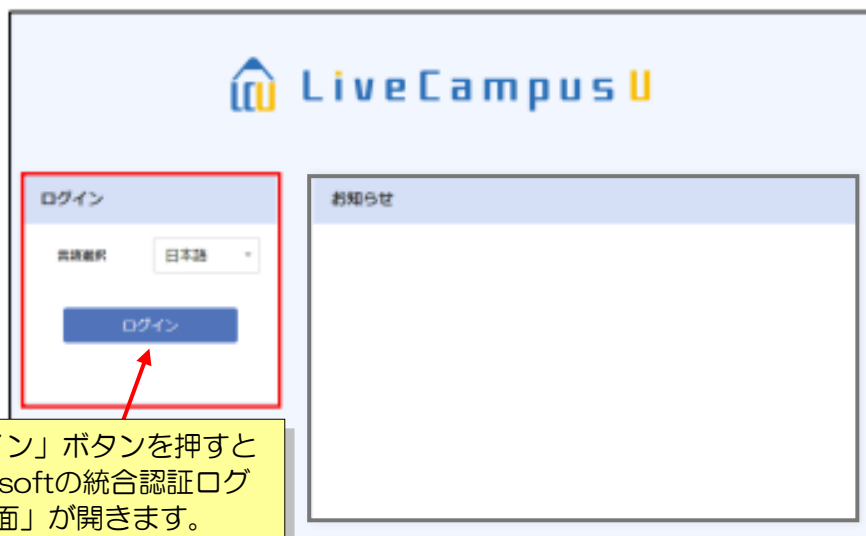 LiveCampusU
ログイン
お知らせ
言語選択
日本語
ログイン
イン」ボタンを押すと
softの統合認証ログ
面」が開きます。